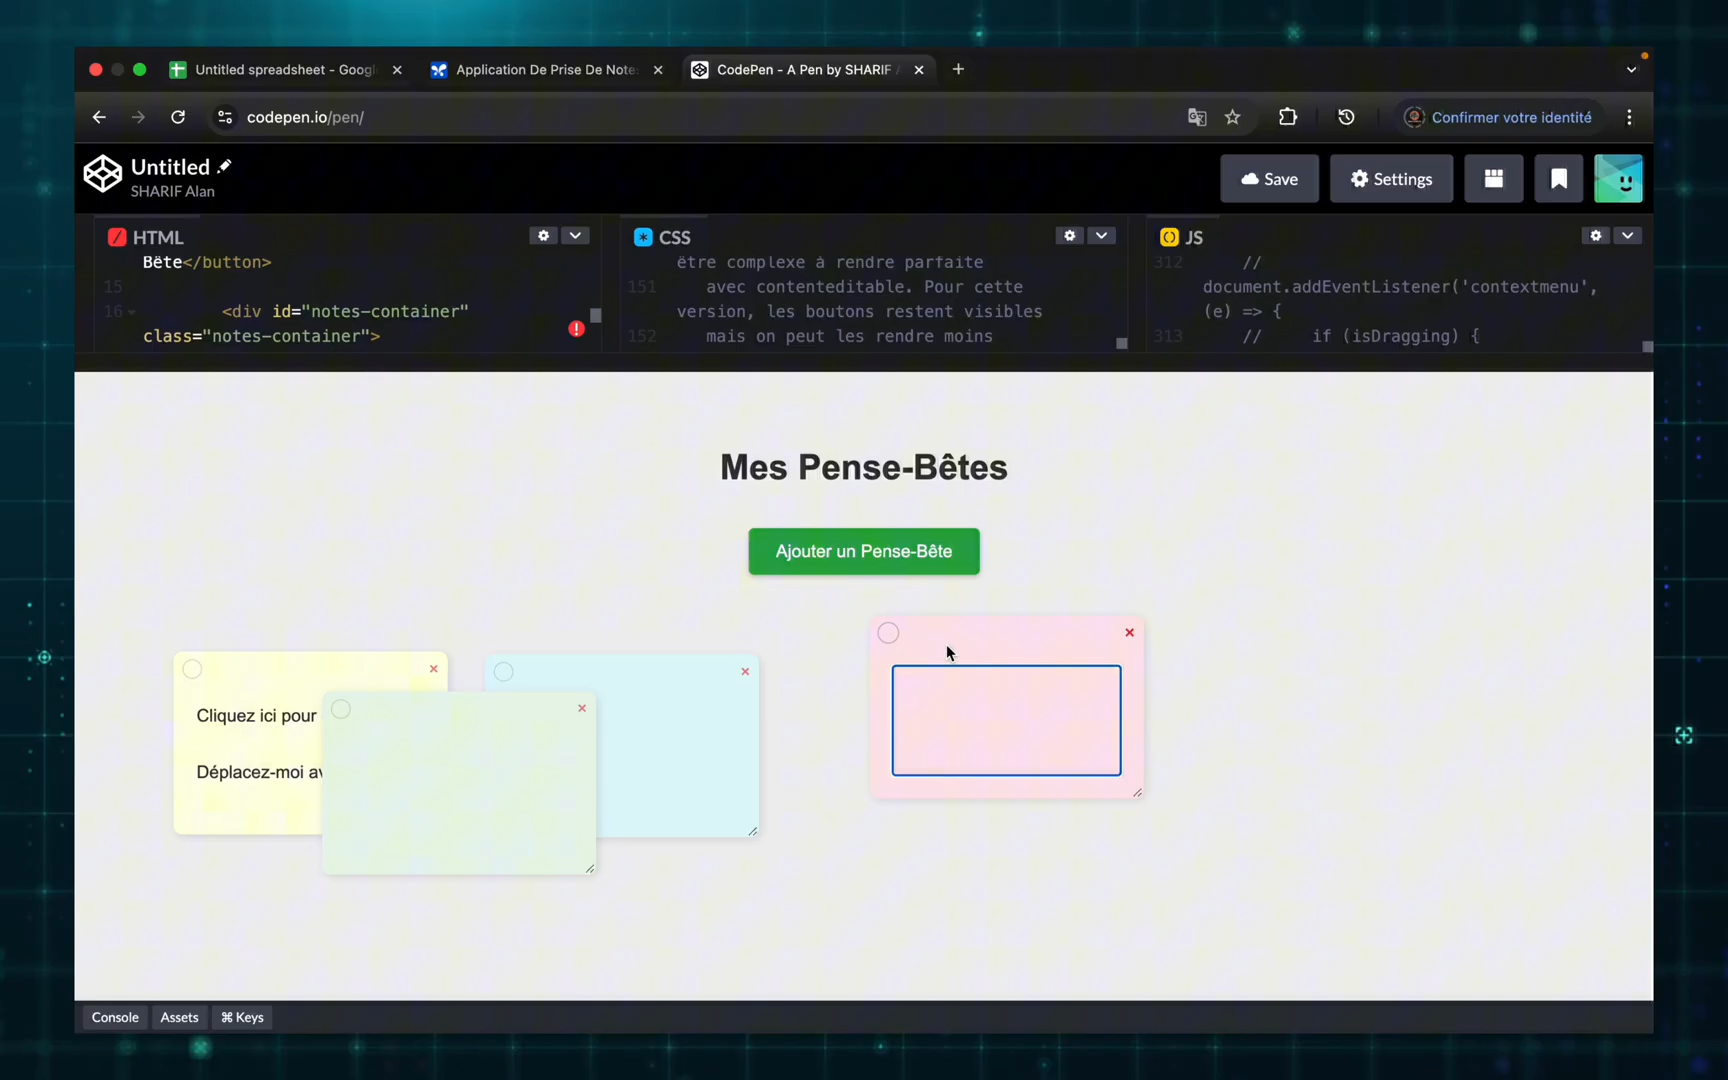 Untitled spreadsheet - Googl
Application De Prise De Note
CodePen - A Pen by SHARIF A
codepen.io/pen/
Confirmer votre identité
Untitled
SHARIF Alan
Save
Settings
HTML
Bête</button>
15
16 <div id="notes-container"
class="notes-container">
CSS
être complexe à rendre parfaite
151 avec contenteditable. Pour cette
version, les boutons restent visibles
152 mais on peut les rendre moins
JS
312 //
document.addEventListener('contextmenu',
(e) => {
313 // if (isDragging) {
Mes Pense-Bêtes
Ajouter un Pense-Bête
Cliquez ici pour
Déplacez-moi av
Console
Assets
⌘ Keys